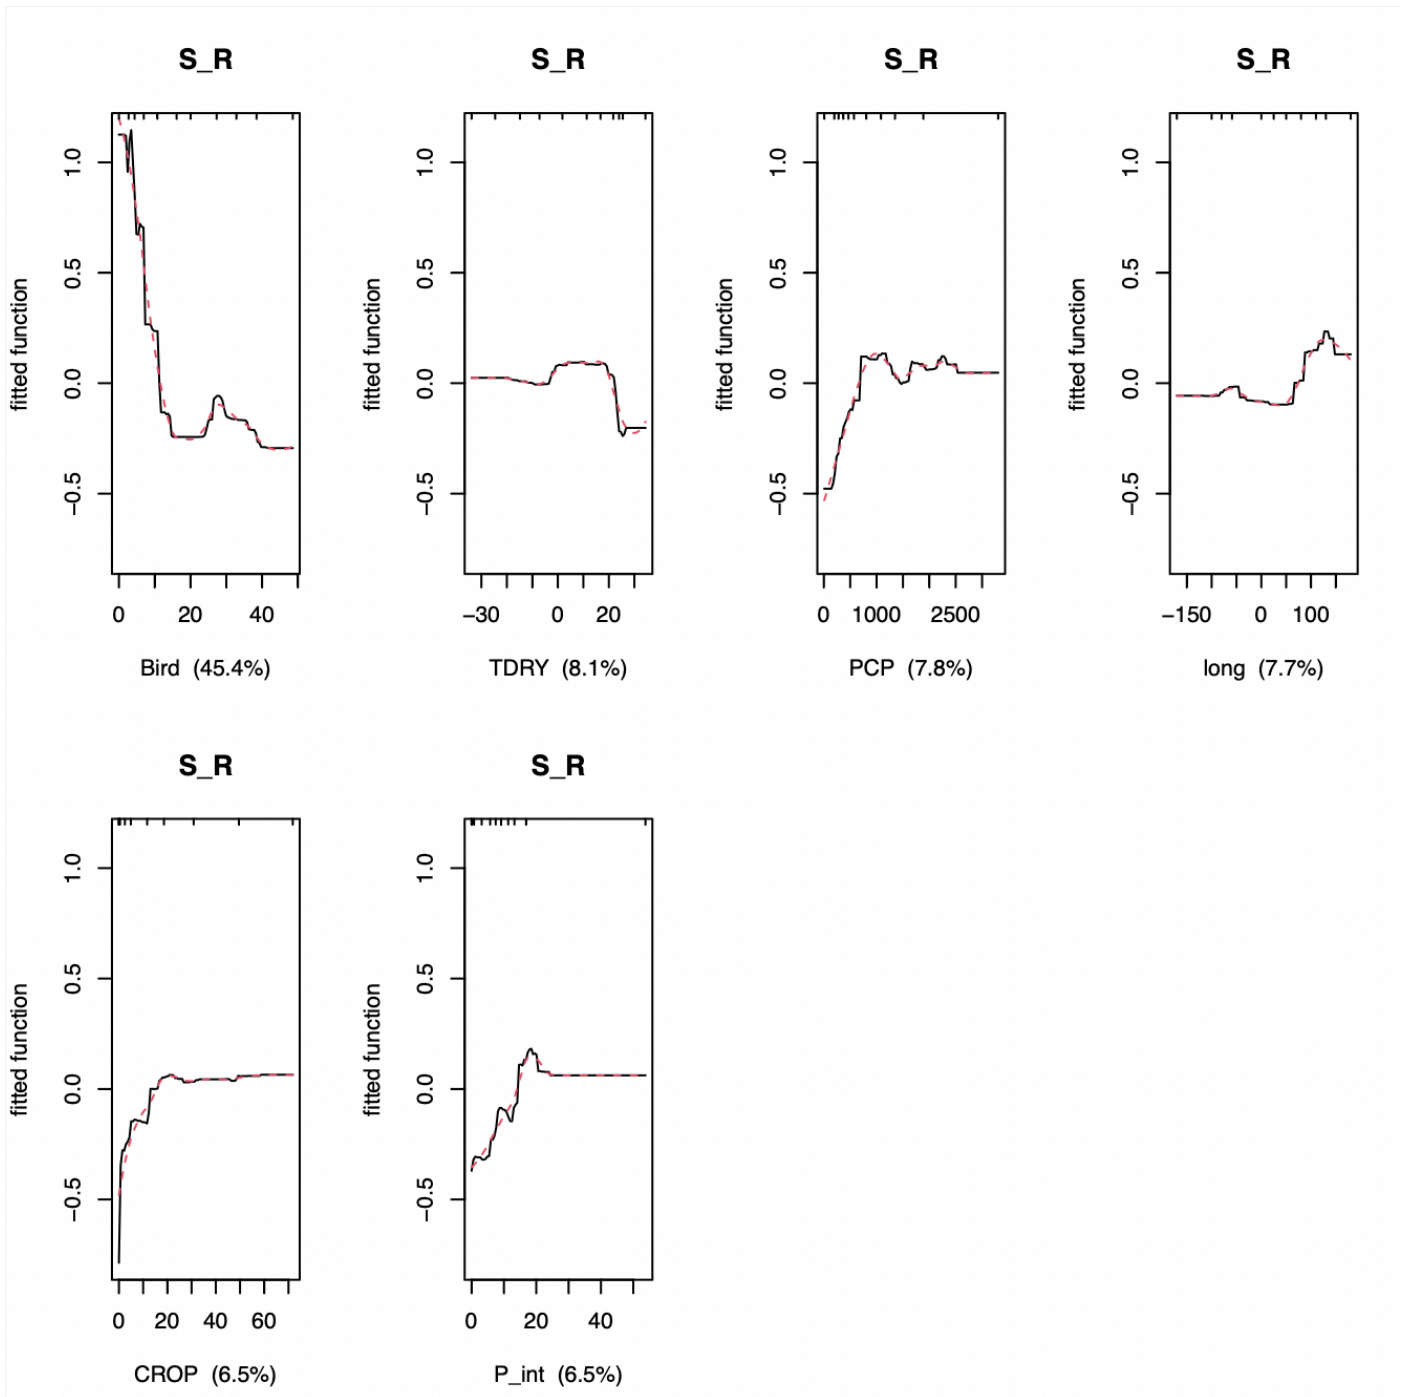 S_R S_R S_R S_R
fitted function fitted function fitted function fitted function
1.0 1.0 1.0 1.0
0.5 0.5 0.5 0.5
0.0 0.0 0.0 0.0
−0.5 −0.5 −0.5 −0.5
0 20 40 −30 0 20 0 1000 2500 −150 0 100
Bird (45.4%) TDRY (8.1%) PCP (7.8%) long (7.7%)
S_R S_R
fitted function fitted function
1.0 1.0
0.5 0.5
0.0 0.0
−0.5 −0.5
0 20 40 60 0 20 40
CROP (6.5%) P_int (6.5%)